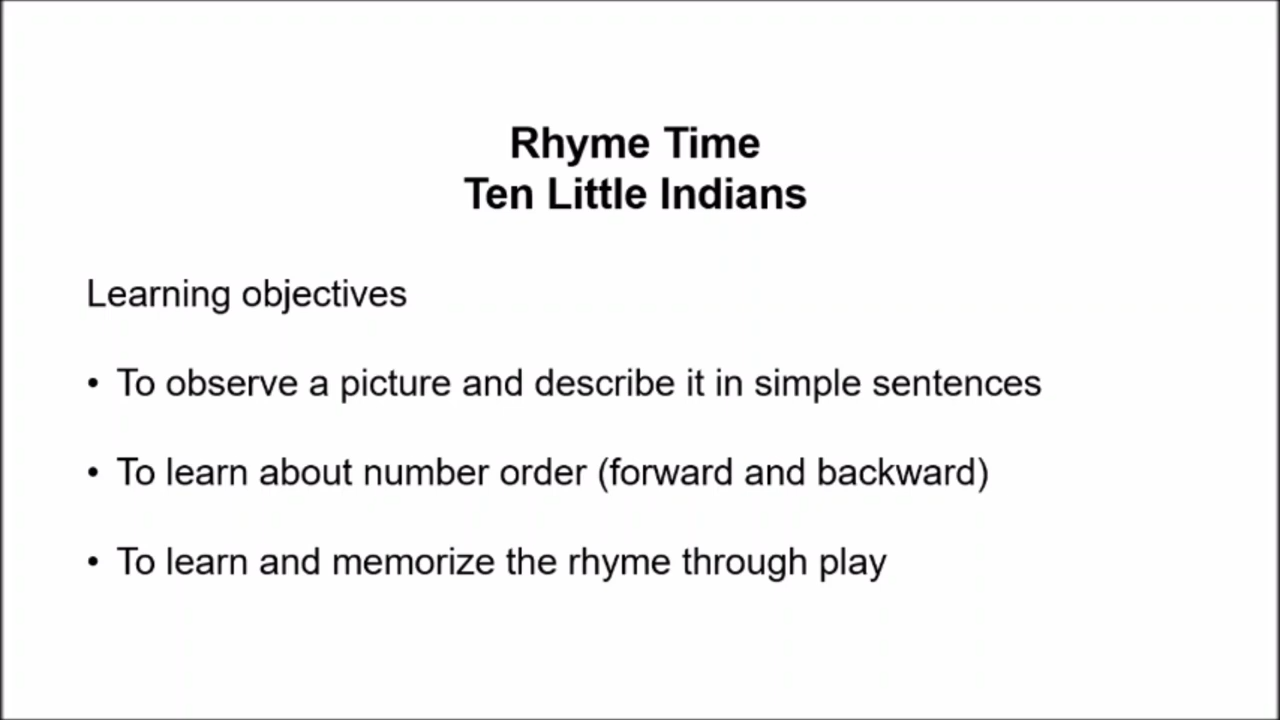 Rhyme Time
Ten Little Indians
Learning objectives
• To observe a picture and describe it in simple sentences
• To learn about number order (forward and backward)
• To learn and memorize the rhyme through play